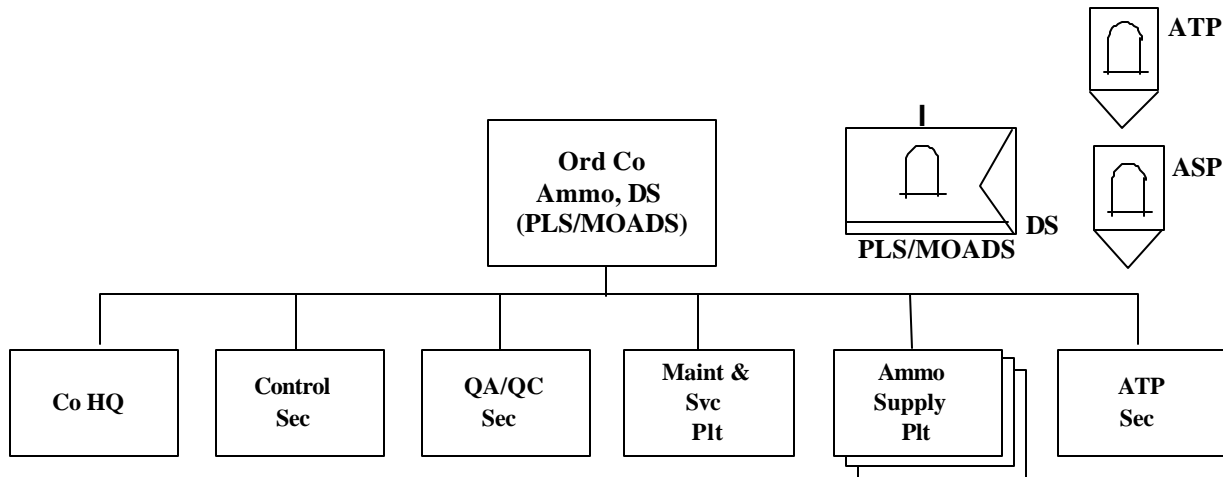 ATP
Ord Co
Ammo, DS
(PLS/MOADS)
ASP
DS
PLS/MOADS
Co HQ
Control
Sec
QA/QC
Sec
Maint &
Svc
Plt
Ammo
Supply
Plt
ATP
Sec